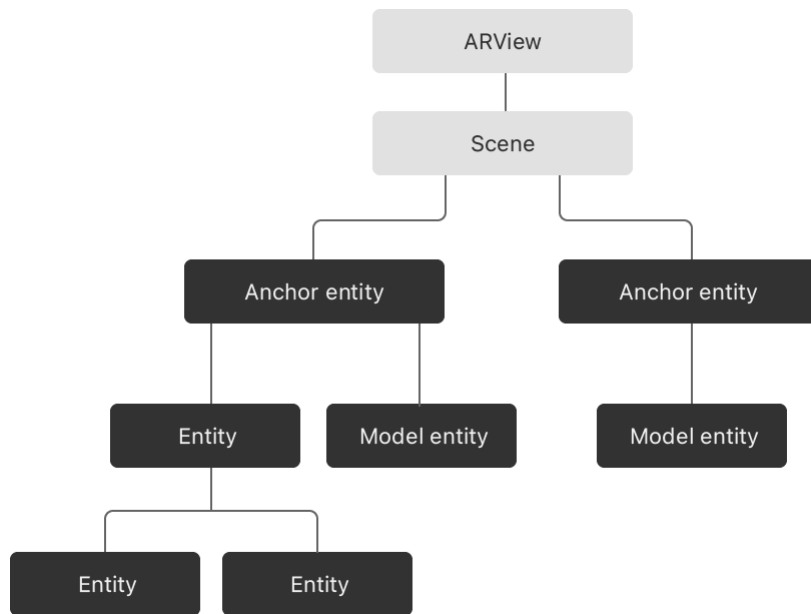 ARView
Scene
Anchor entity
Anchor entity
Entity
Model entity
Model entity
Entity
Entity